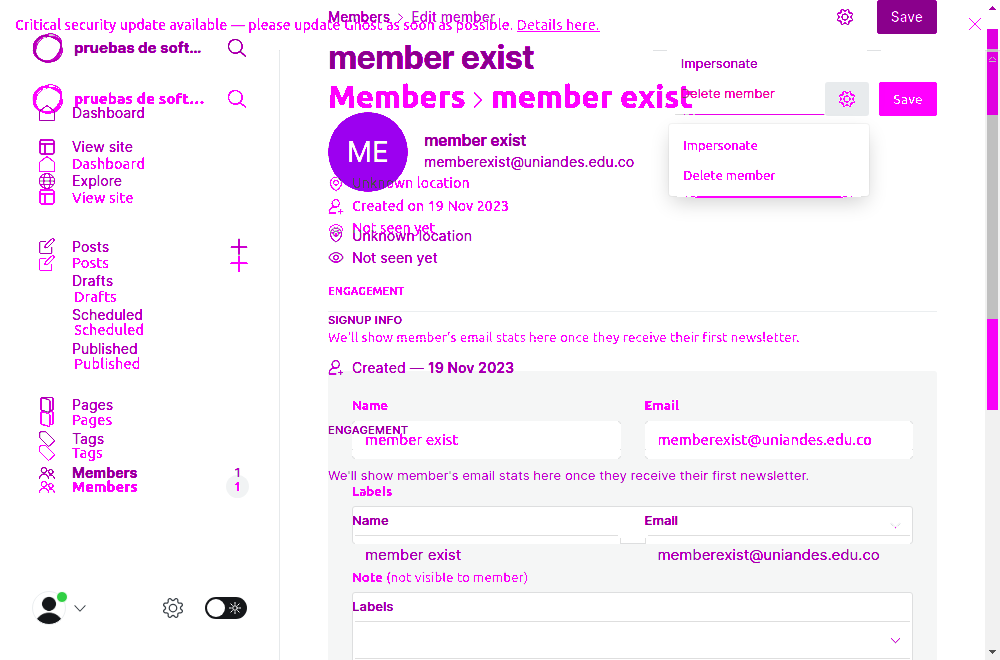 Members > Edit member
Save
Critical security update available — please update Ghost as soon as possible. Details here.
pruebas de soft...
member exist
Impersonate
Delete member
pruebas de soft...
Members > member exist
Save
Dashboard
View site
Dashboard
Explore
View site
ME
member exist
memberexist@uniandes.edu.co
Impersonate
Delete member
Unknown location
Created on 19 Nov 2023
Not seen yet
Unknown location
Not seen yet
Posts
Posts
Drafts
Drafts
Scheduled
Scheduled
Published
Published
ENGAGEMENT
SIGNUP INFO
We'll show member's email stats here once they receive their first newsletter.
Created — 19 Nov 2023
Pages
Pages
Tags
Tags
Members 1
Members 1
Name
Email
ENGAGEMENT
member exist
memberexist@uniandes.edu.co
We'll show member's email stats here once they receive their first newsletter.
Labels
Name
Email
member exist
memberexist@uniandes.edu.co
Note (not visible to member)
Labels